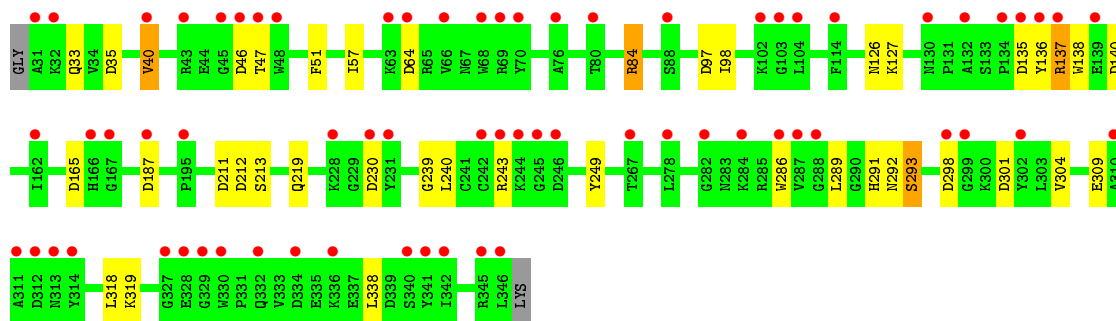 GLY A31 K32 Q33 V34 D35 V40 R43 E44 G45 D46 T47 W48 F51 I57 K63 D64 R65 V66 N67 W68 R69 Y70 A76 T80 R84 S88 D97 I98 K102 G103 L104 F114 N126 K127 N130 P131 A132 S133 P134 D135 Y136 R137 W138 E139 D140
I162 D165 H166 G167 D187 P195 D211 D212 S213 Q219 K228 G229 D230 Y231 G239 L240 C241 C242 R243 K244 G245 D246 Y249 T267 L278 G282 N283 K284 R285 W286 V287 G288 L289 G290 H291 N292 S293 D298 G299 K300 D301 Y302 L303 V304 E309 A310
A311 D312 N313 Y314 L318 K319 G327 E328 G329 W330 P331 Q332 V333 D334 E335 K336 E337 L338 D339 S340 Y341 I342 R345 L346 LYS